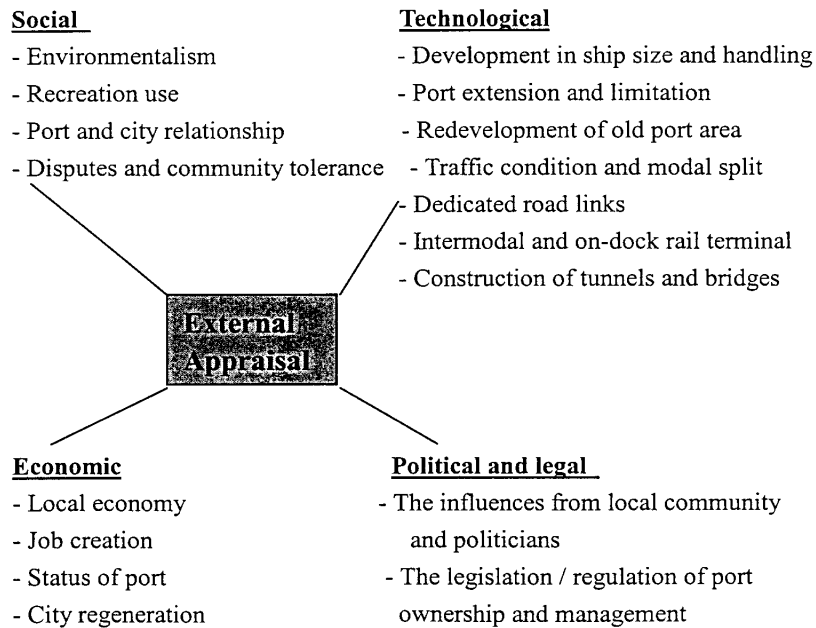 Social
- Environmentalism
- Recreation use
- Port and city relationship
- Disputes and community tolerance
Technological
- Development in ship size and handling
- Port extension and limitation
- Redevelopment of old port area
- Traffic condition and modal split
- Dedicated road links
- Intermodal and on-dock rail terminal
- Construction of tunnels and bridges
External
Appraisal
Economic
- Local economy
- Job creation
- Status of port
- City regeneration
Political and legal
- The influences from local community
and politicians
- The legislation / regulation of port
ownership and management